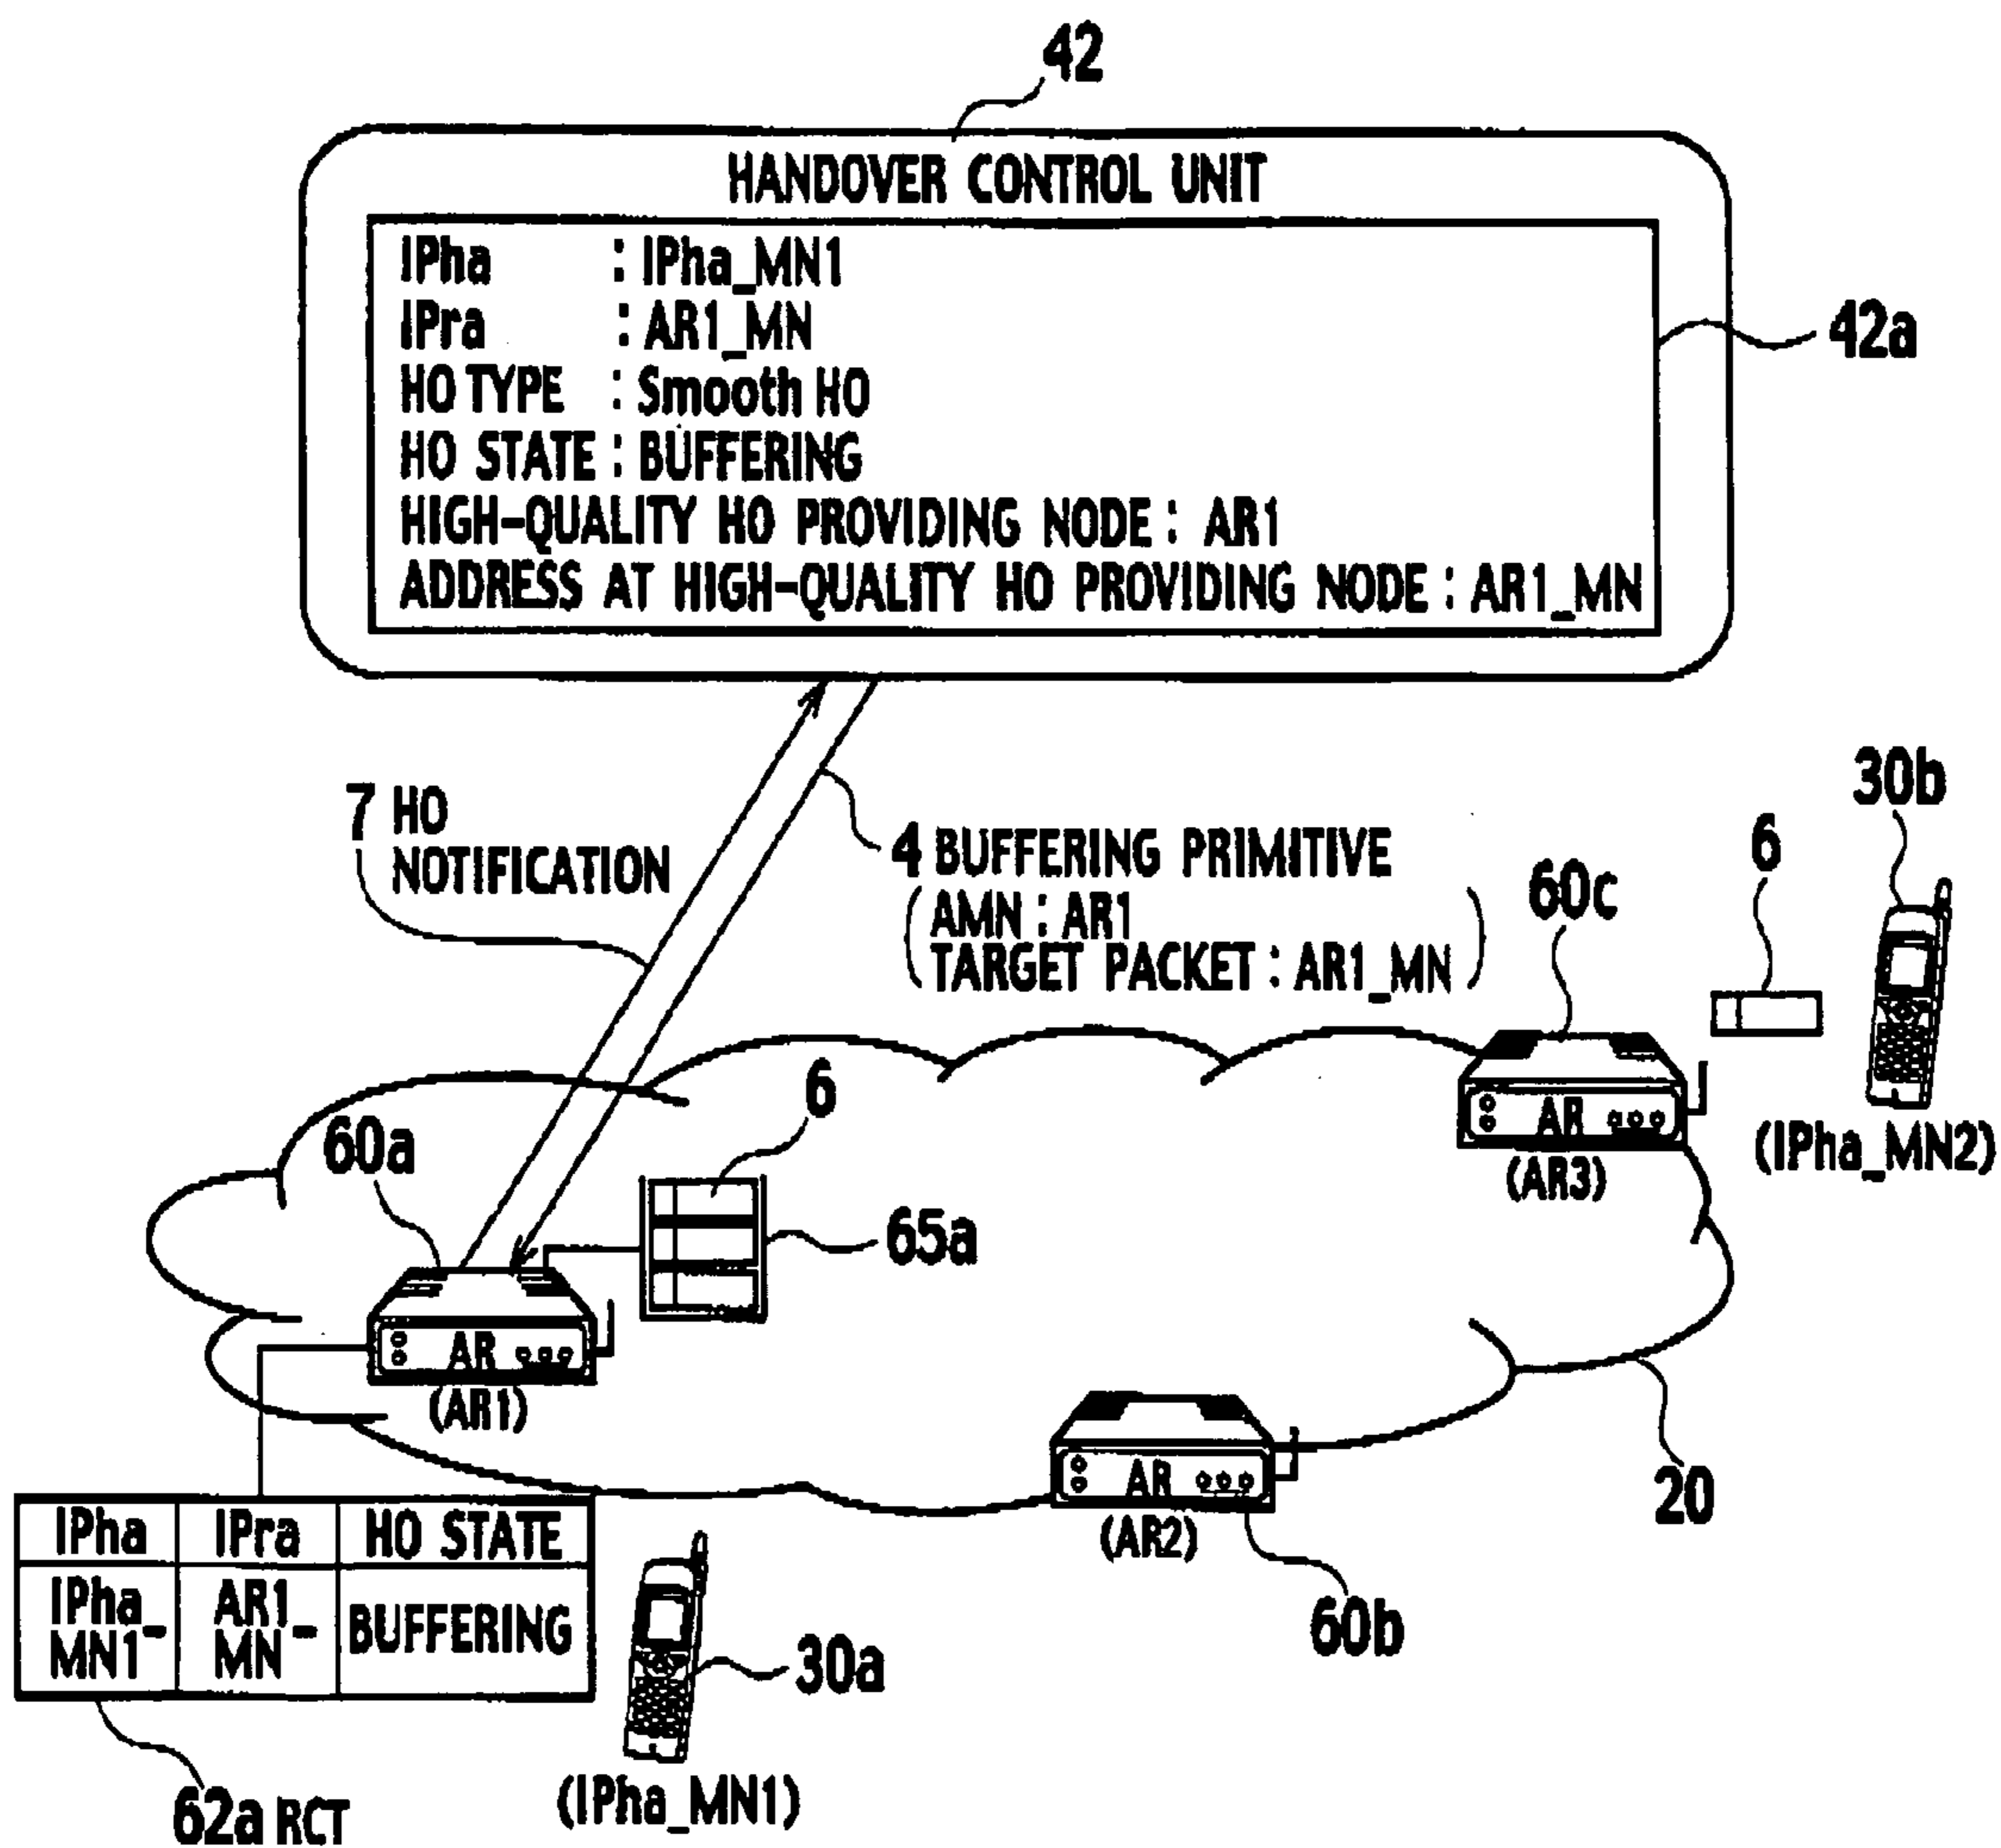 42
HANDOVER CONTROL UNIT
IPha : IPha_MN1
IPra : AR1_MN
HO TYPE : Smooth HO
HO STATE : BUFFERING
HIGH-QUALITY HO PROVIDING NODE : AR1
ADDRESS AT HIGH-QUALITY HO PROVIDING NODE : AR1_MN
42a
7 HO
NOTIFICATION
4 BUFFERING PRIMITIVE
(AMN : AR1
TARGET PACKET : AR1_MN)
30b
6
60c
AR
(AR3)
(IPha_MN2)
60a
6
65a
AR
(AR1)
AR
(AR2)
60b
20
IPha IPra HO STATE
IPha_ AR1_ BUFFERING
MN1 MN
62a RCT
30a
(IPha_MN1)